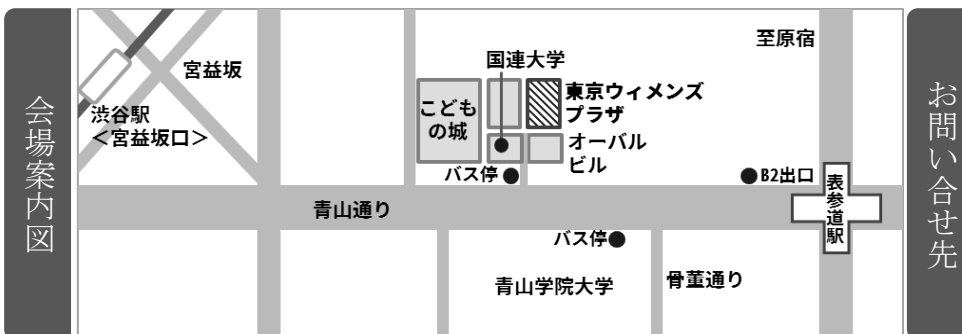 会場案内図
宮益坂
渋谷駅
＜宮益坂口＞
国連大学
こども
の城
東京ウィメンズ
プラザ
オーバル
ビル
バス停
至原宿
B2出口
表参道駅
青山通り
バス停
青山学院大学
骨董通り
お問い合せ先